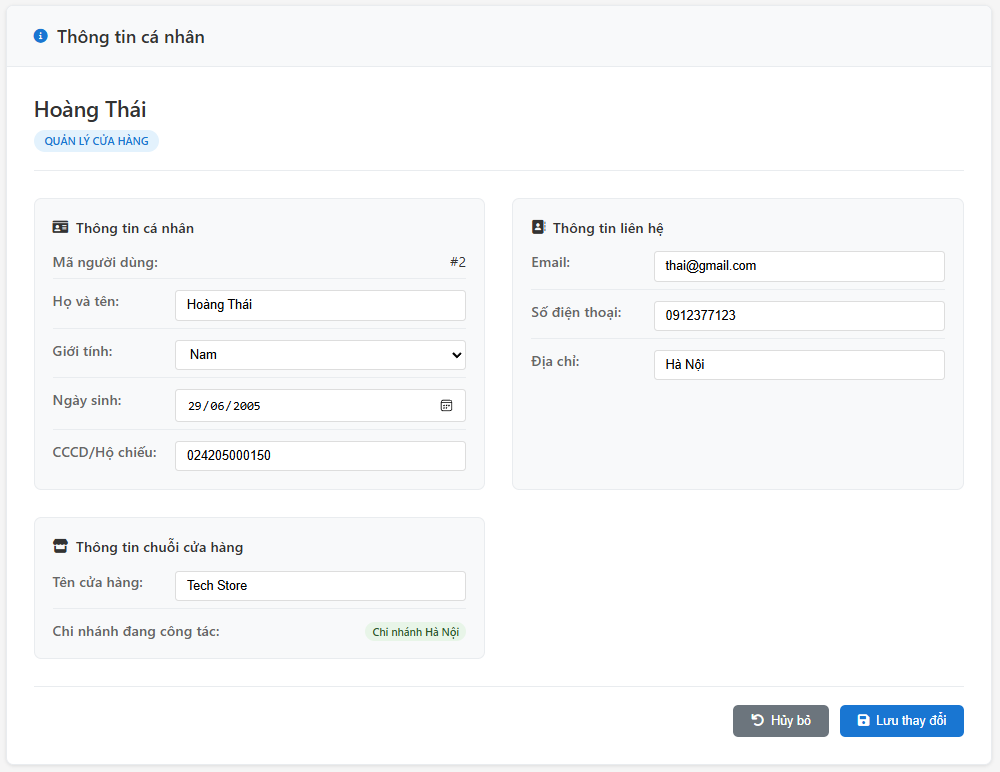 Thông tin cá nhân
Hoàng Thái
QUẢN LÝ CỬA HÀNG
Thông tin cá nhân
Mã người dùng: #2
Họ và tên: Hoàng Thái
Giới tính: Nam
Ngày sinh: 29/06/2005
CCCD/Hộ chiếu: 024205000150
Thông tin liên hệ
Email: thai@gmail.com
Số điện thoại: 0912377123
Địa chỉ: Hà Nội
Thông tin chuỗi cửa hàng
Tên cửa hàng: Tech Store
Chi nhánh đang công tác: Chi nhánh Hà Nội
Hủy bỏ
Lưu thay đổi